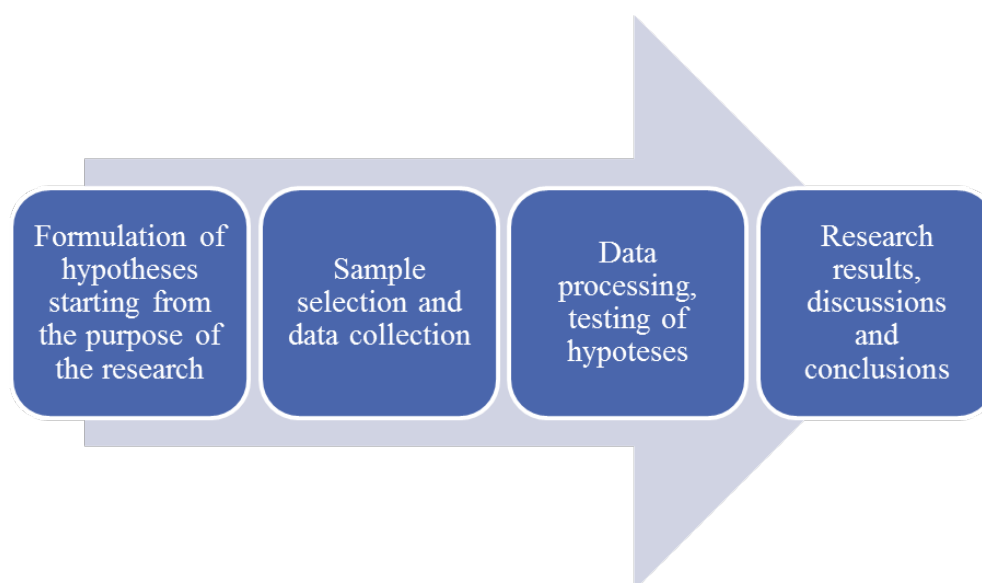 Formulation of
hypotheses
starting from
the purpose of
the research
Sample
selection and
data collection
Data
processing,
testing of
hypoteses
Research
results,
discussions
and
conclusions